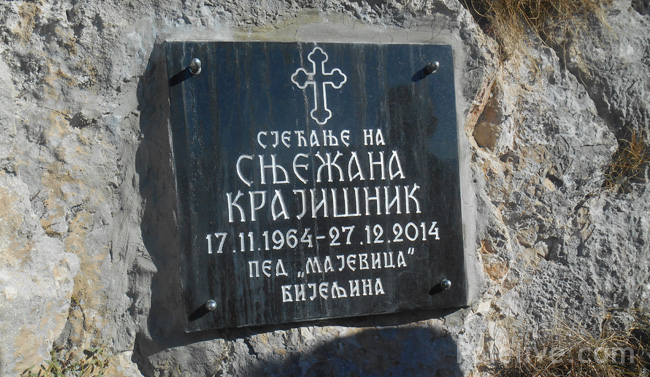 СЈЕЋАЊЕ НА
СЊЕЖАНА
КРАЈИШНИК
17.11.1964-27.12.2014
ПЕД „МАЈЕВИЦА"
БИЈЕЉИНА